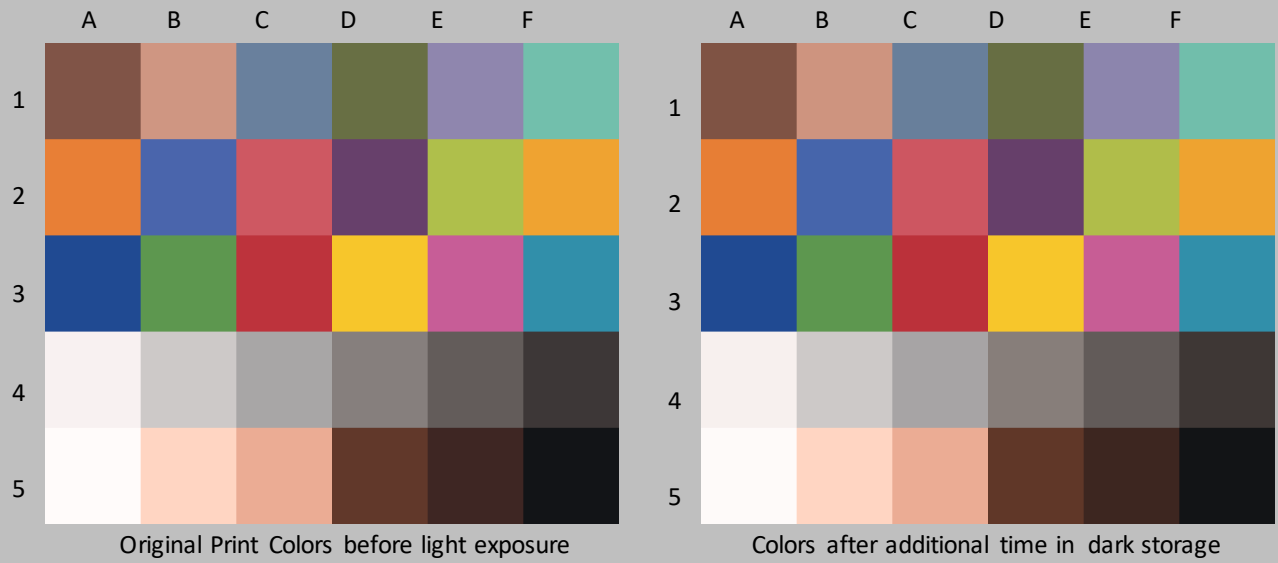 A B C D E F
1
2
3
4
5
Original Print Colors before light exposure
A B C D E F
1
2
3
4
5
Colors after additional time in dark storage